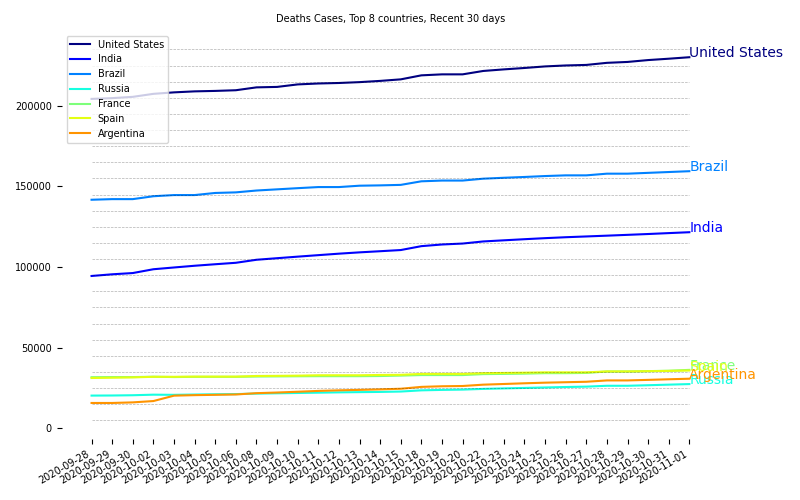 Deaths Cases, Top 8 countries, Recent 30 days
United States
India
Brazil
Russia
France
Spain
Argentina
United States
Brazil
India
France
Argentina
Russia
200000
150000
100000
50000
0
2020-09-28
2020-09-29
2020-09-30
2020-10-02
2020-10-03
2020-10-04
2020-10-05
2020-10-06
2020-10-08
2020-10-09
2020-10-10
2020-10-11
2020-10-12
2020-10-13
2020-10-14
2020-10-15
2020-10-18
2020-10-19
2020-10-20
2020-10-22
2020-10-23
2020-10-24
2020-10-25
2020-10-26
2020-10-27
2020-10-28
2020-10-29
2020-10-30
2020-10-31
2020-11-01